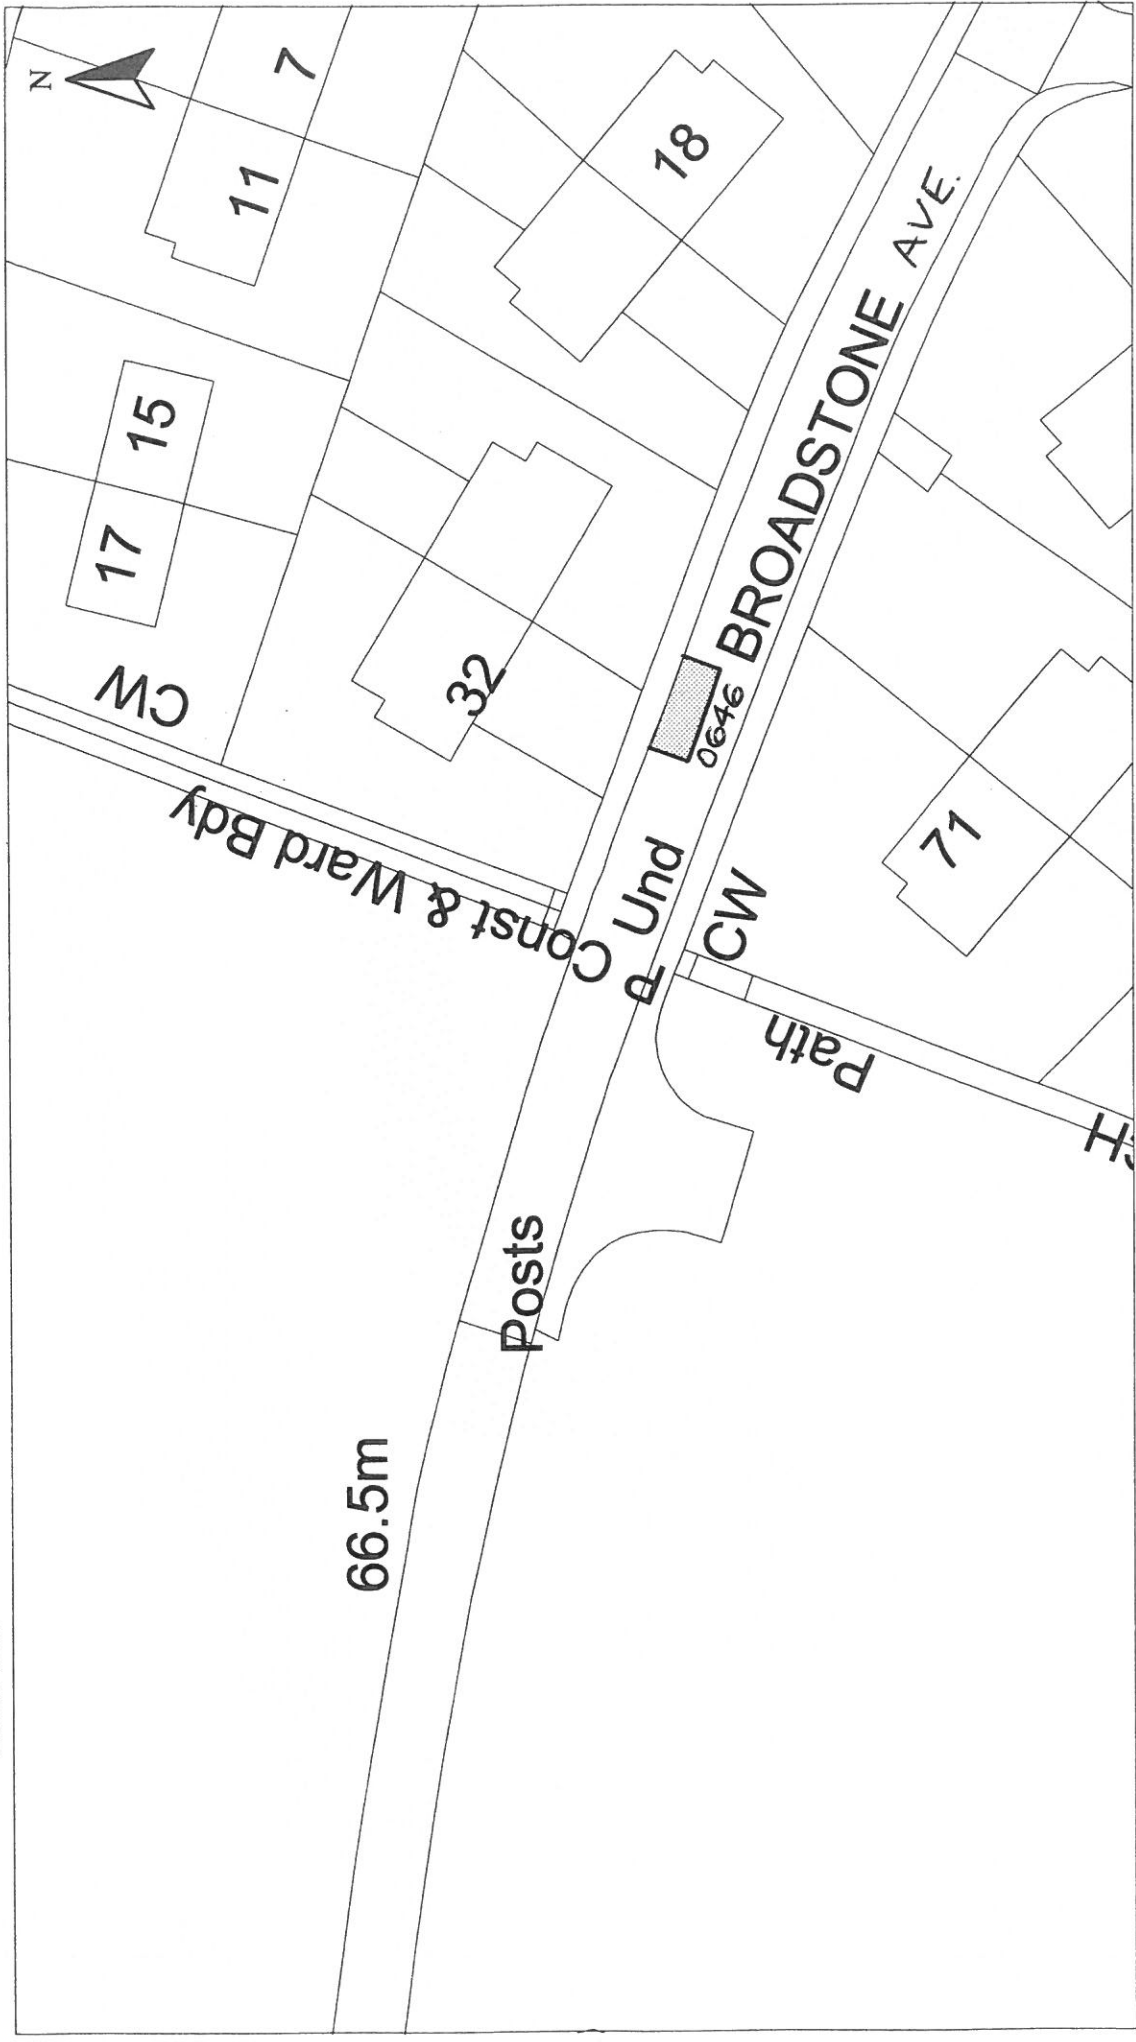 N
7
11
15
17
CW
18
32
Const & Ward Bdy
BROADSTONE AVE.
0646
Und
P
CW
71
Path
Posts
66.5m